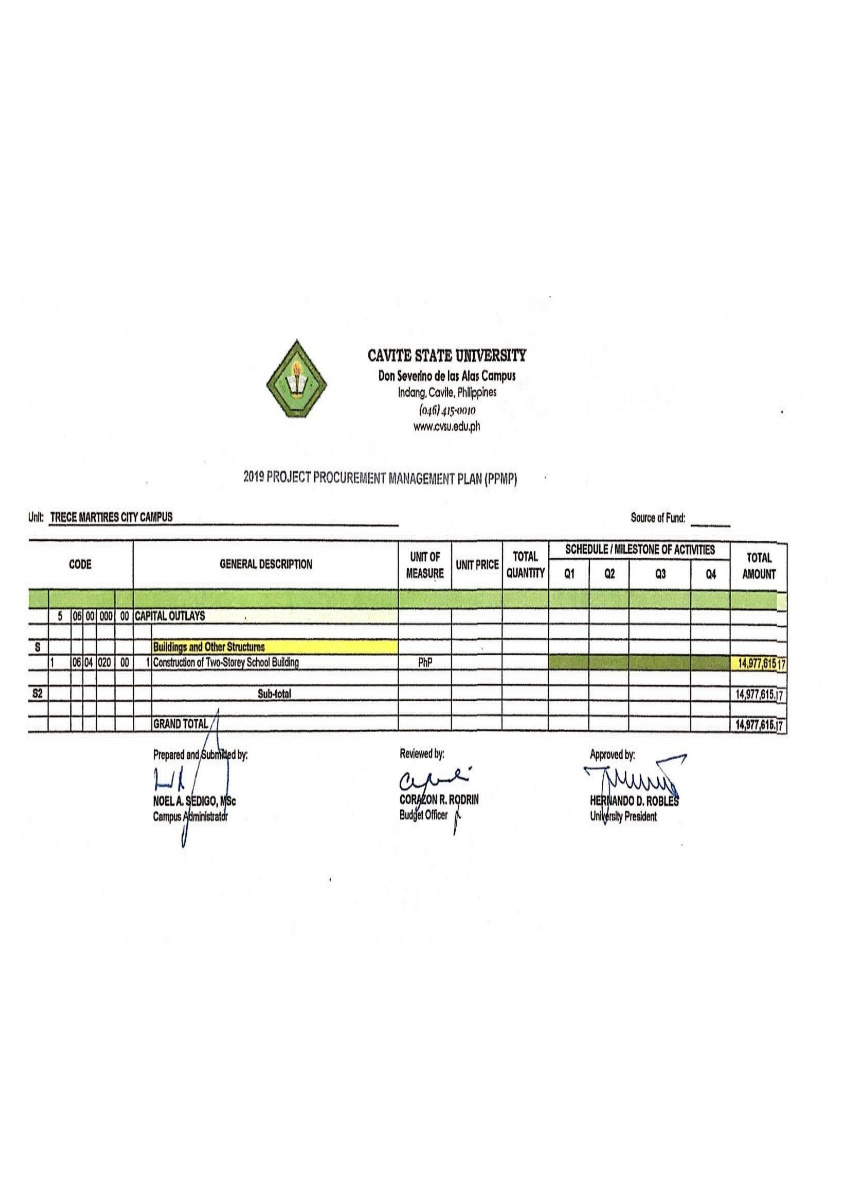 CAVITE STATE UNIVERSITY
Don Severino de las Alas Campus
Indang, Cavite, Philippines
(046) 415-0010
www.cvsu.edu.ph
2019 PROJECT PROCUREMENT MANAGEMENT PLAN (PPMP)
Unit: TRECE MARTIRES CITY CAMPUS Source of Fund:
CODE GENERAL DESCRIPTION UNIT OF MEASURE UNIT PRICE TOTAL QUANTITY SCHEDULE / MILESTONE OF ACTIVITIES TOTAL AMOUNT
Q1 Q2 Q3 Q4
5 06 00 000 00 CAPITAL OUTLAYS
S Buildings and Other Structures
1 06 04 020 00 1 Construction of Two-Storey School Building PhP 14,977,615.17
S2 Sub-total 14,977,615.17
GRAND TOTAL 14,977,615.17
Prepared and Submitted by: Reviewed by: Approved by:
NOEL A. SEDIGO, MSc CORAZON R. RODRIN HERNANDO D. ROBLES
Campus Administrator Budget Officer University President